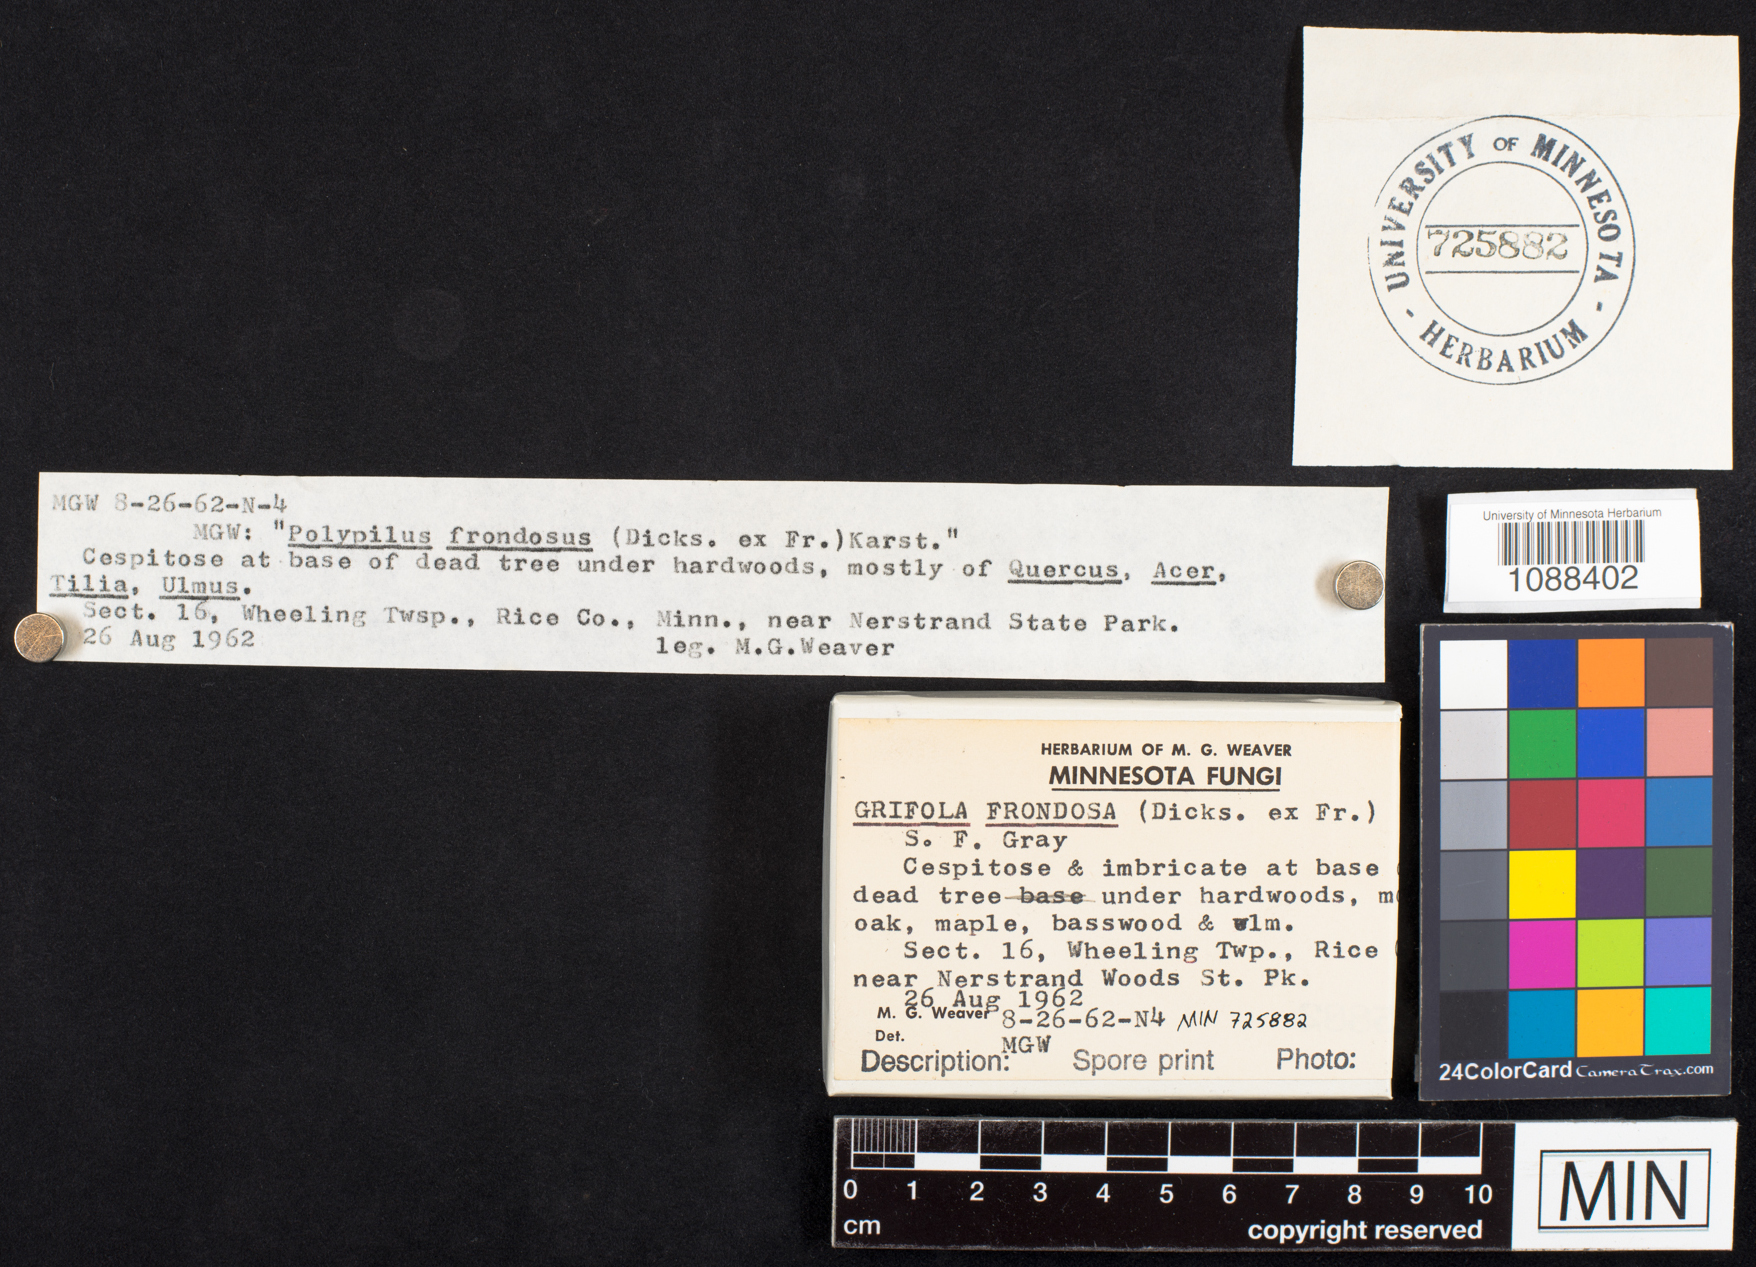 UNIVERSITY OF MINNESOTA
725882
- HERBARIUM -
MGW 8-26-62-N-4
MGW: "Polypilus frondosus (Dicks. ex Fr.)Karst."
Cespitose at base of dead tree under hardwoods, mostly of Quercus, Acer,
Tilia, Ulmus.
Sect. 16, Wheeling Twsp., Rice Co., Minn., near Nerstrand State Park.
26 Aug 1962 leg. M.G.Weaver
University of Minnesota Herbarium
1088402
HERBARIUM OF M. G. WEAVER
MINNESOTA FUNGI
GRIFOLA FRONDOSA (Dicks. ex Fr.)
S. F. Gray
Cespitose & imbricate at base
dead tree base under hardwoods,
oak, maple, basswood & wlm.
Sect. 16, Wheeling Twp., Rice
near Nerstrand Woods St. Pk.
26 Aug 1962
M. G. Weaver 8-26-62-N4 MIN 725882
Det. MGW
Description: Spore print Photo:
24ColorCard CameraTrax.com
0 1 2 3 4 5 6 7 8 9 10
cm copyright reserved
MIN